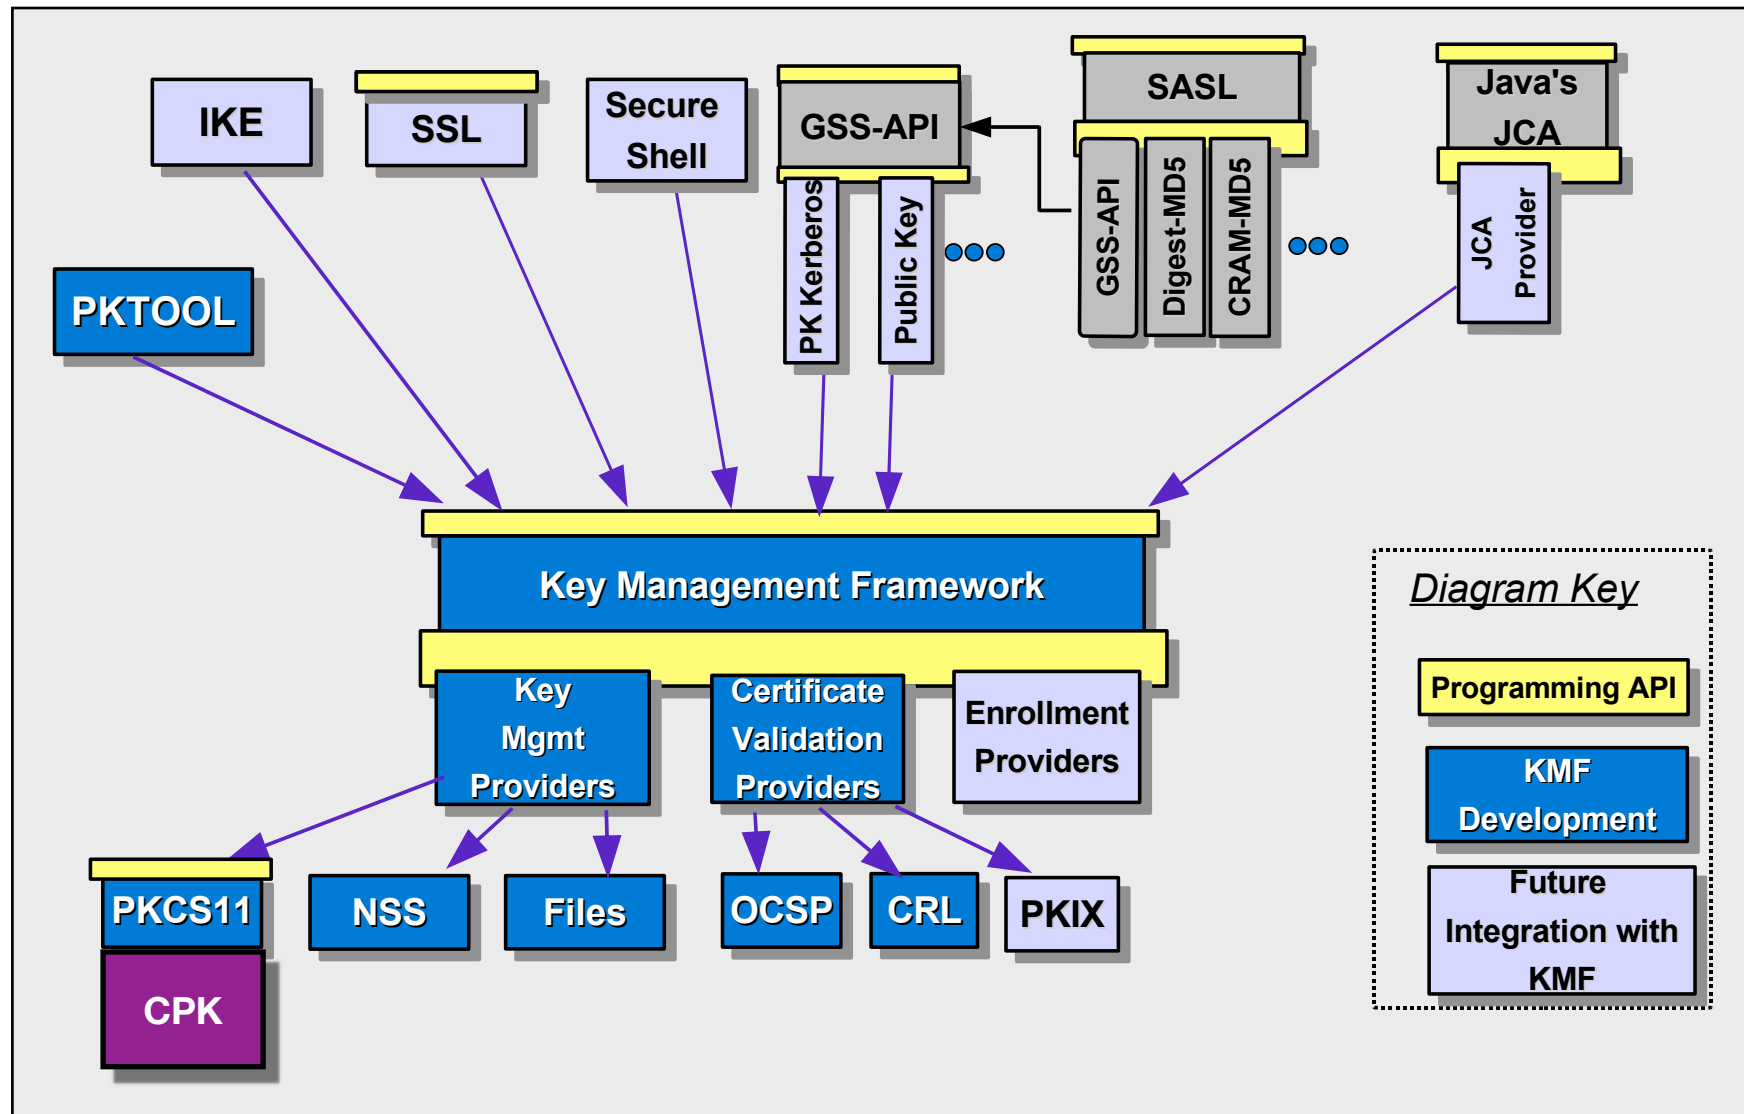 IKE
SSL
Secure
Shell
GSS-API
SASL
Java's
JCA
PK Kerberos
Public Key
GSS-API
Digest-MD5
CRAM-MD5
JCA
Provider
PKTOOL
Key Management Framework
Key
Mgmt
Providers
Certificate
Validation
Providers
Enrollment
Providers
PKCS11
NSS
Files
OCSP
CRL
PKIX
CPK
Diagram Key
Programming API
KMF
Development
Future
Integration with
KMF